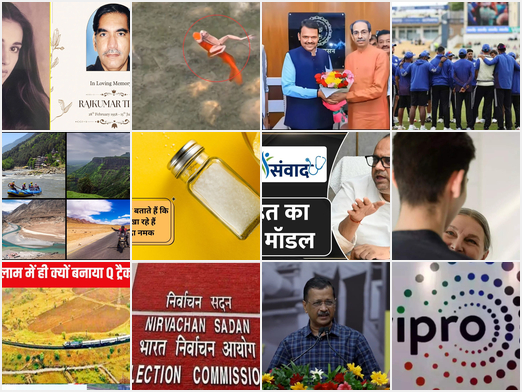 In Loving Memory
RAJKUMAR T
संवाद
बताते हैं कि
खा रहे हैं
नमक
मॉडल
लाम में ही क्यों बनाया Q ट्रैक
निर्वाचन सदन
NIRVACHAN SADAN
भारत निर्वाचन आयोग
LECTION COMMISSIO
ipro